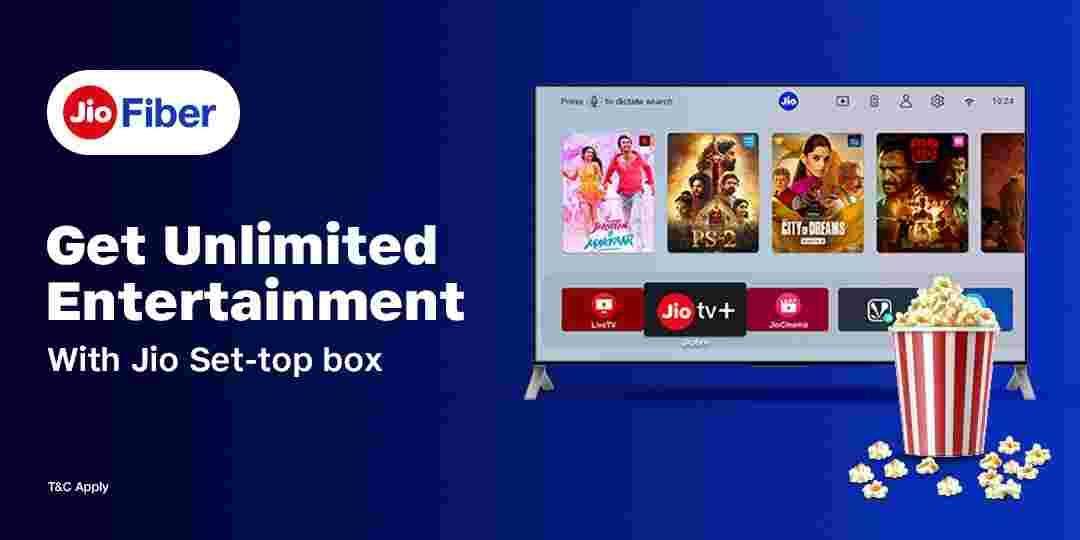 Jio Fiber
Get Unlimited
Entertainment
With Jio Set-top box
T&C Apply
Press to dictate search
Jio
10:24
PS-2
CITY OF DREAMS
LiveTV
Jio tv+
JioCinema